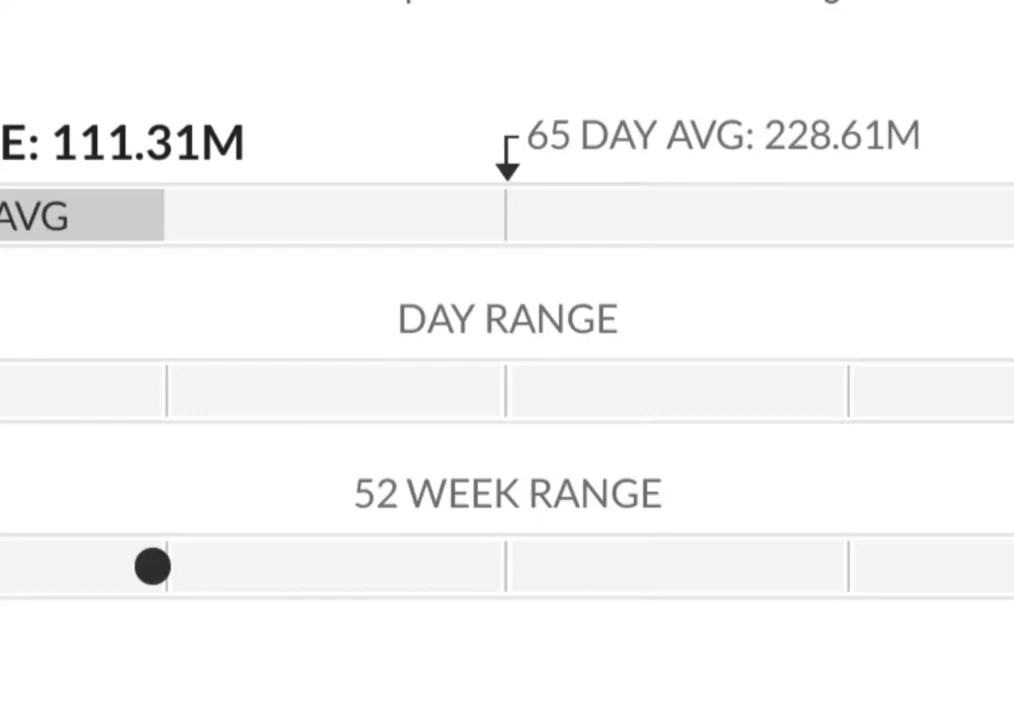 E: 111.31M
65 DAY AVG: 228.61M
AVG
DAY RANGE
52 WEEK RANGE